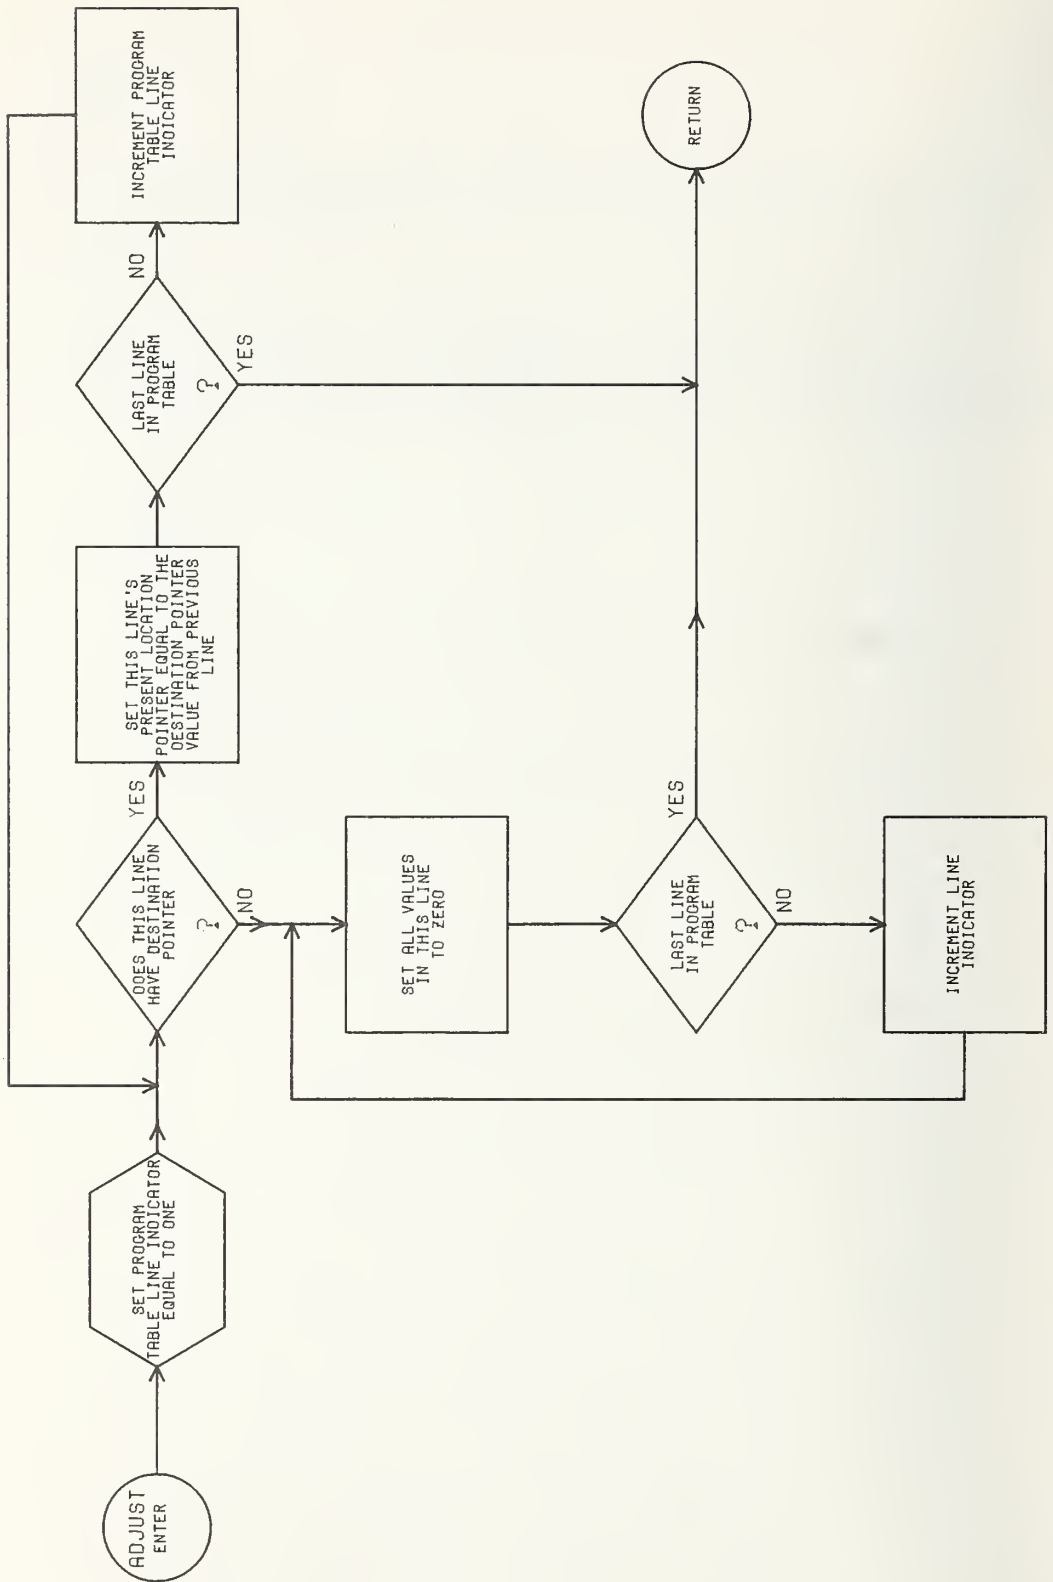 ADJUST
ENTER
SET PROGRAM
TABLE LINE INDICATOR
EQUAL TO ONE
DOES THIS LINE
HAVE DESTINATION
POINTER
?
YES
NO
SET THIS LINE'S
PRESENT LOCATION
POINTER EQUAL TO THE
DESTINATION POINTER
VALUE FROM PREVIOUS
LINE
LAST LINE
IN PROGRAM
TABLE
?
NO
YES
INCREMENT PROGRAM
TABLE LINE
INDICATOR
SET ALL VALUES
IN THIS LINE
TO ZERO
LAST LINE
IN PROGRAM
TABLE
?
YES
NO
RETURN
INCREMENT LINE
INDICATOR